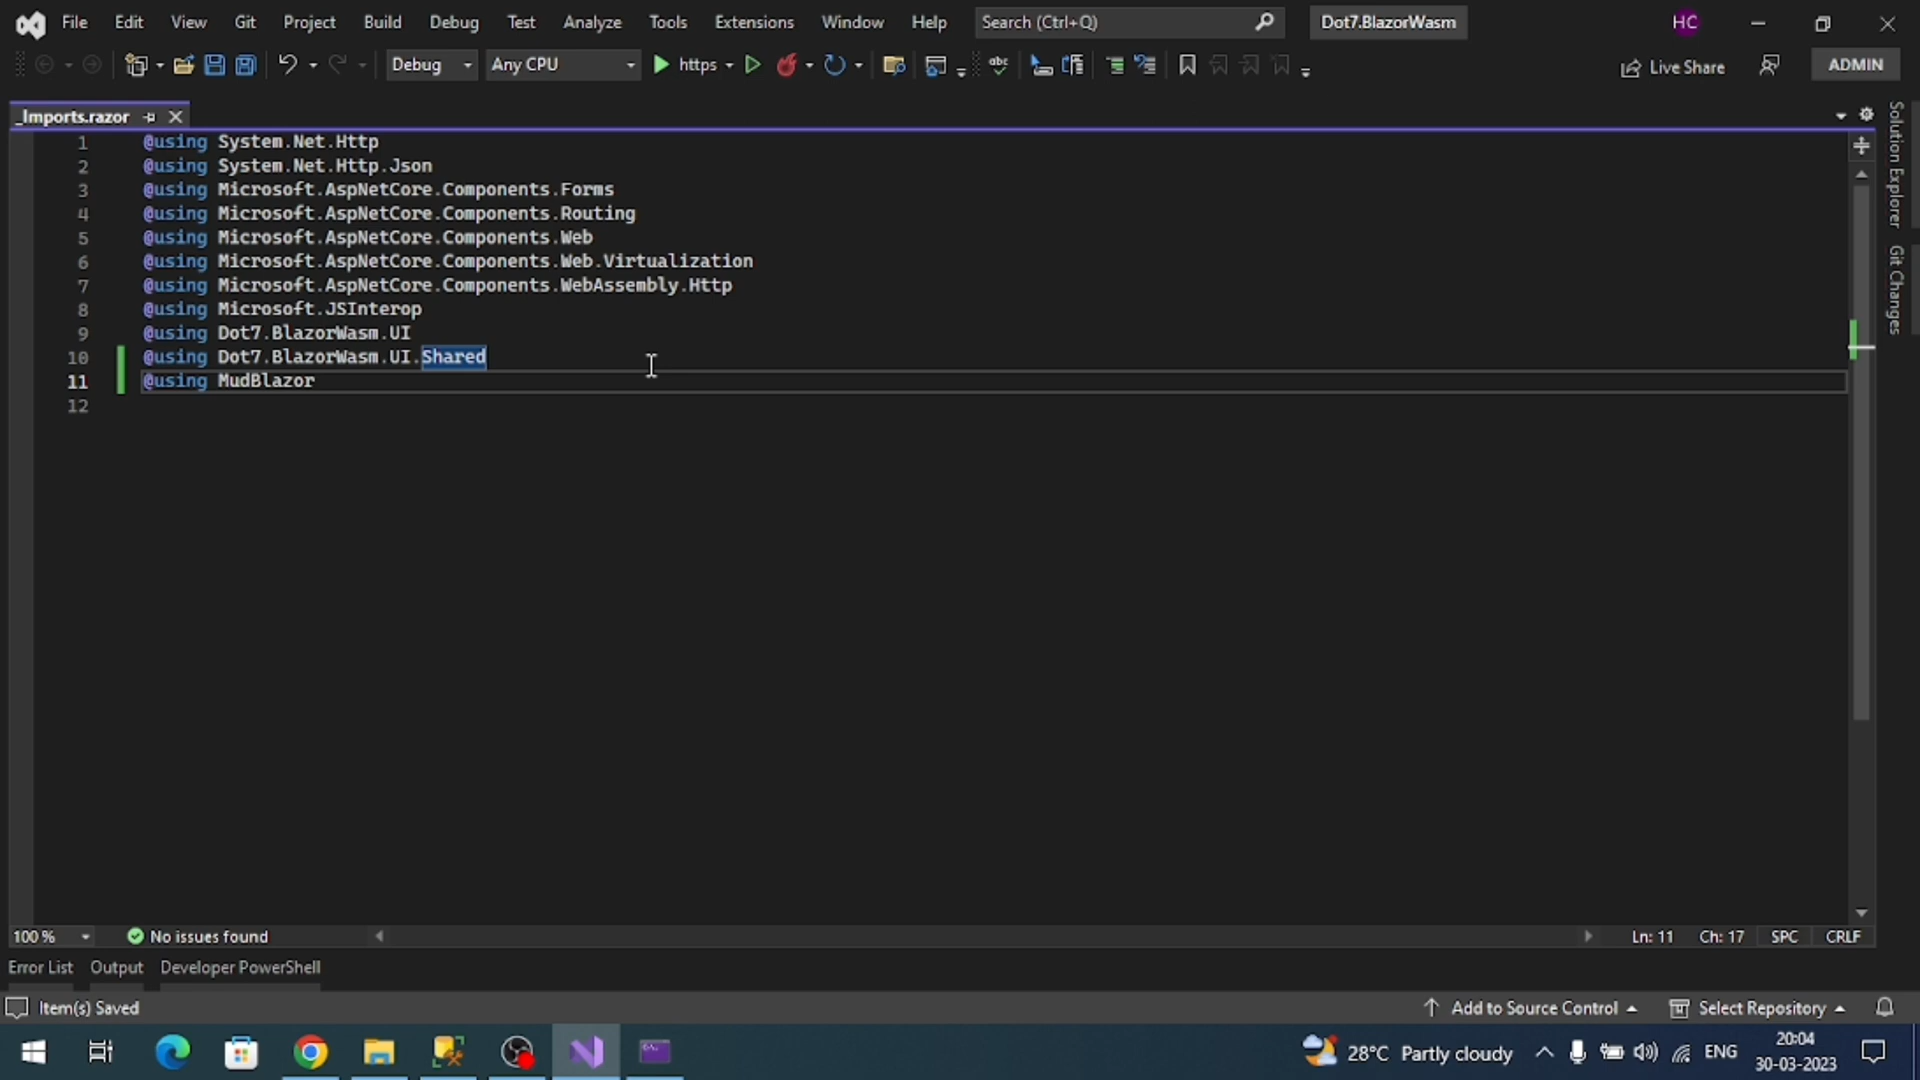 File Edit View Git Project Build Debug Test Analyze Tools Extensions Window Help Search (Ctrl+Q) Dot7.BlazorWasm HC
Debug Any CPU https abc Live Share ADMIN
_Imports.razor
1 @using System.Net.Http
2 @using System.Net.Http.Json
3 @using Microsoft.AspNetCore.Components.Forms
4 @using Microsoft.AspNetCore.Components.Routing
5 @using Microsoft.AspNetCore.Components.Web
6 @using Microsoft.AspNetCore.Components.Web.Virtualization
7 @using Microsoft.AspNetCore.Components.WebAssembly.Http
8 @using Microsoft.JSInterop
9 @using Dot7.BlazorWasm.UI
10 @using Dot7.BlazorWasm.UI.Shared
11 @using MudBlazor
12
Solution Explorer
Git Changes
100 % No issues found Ln: 11 Ch: 17 SPC CRLF
Error List Output Developer PowerShell
Item(s) Saved Add to Source Control Select Repository
28°C Partly cloudy ENG 20:04
30-03-2023